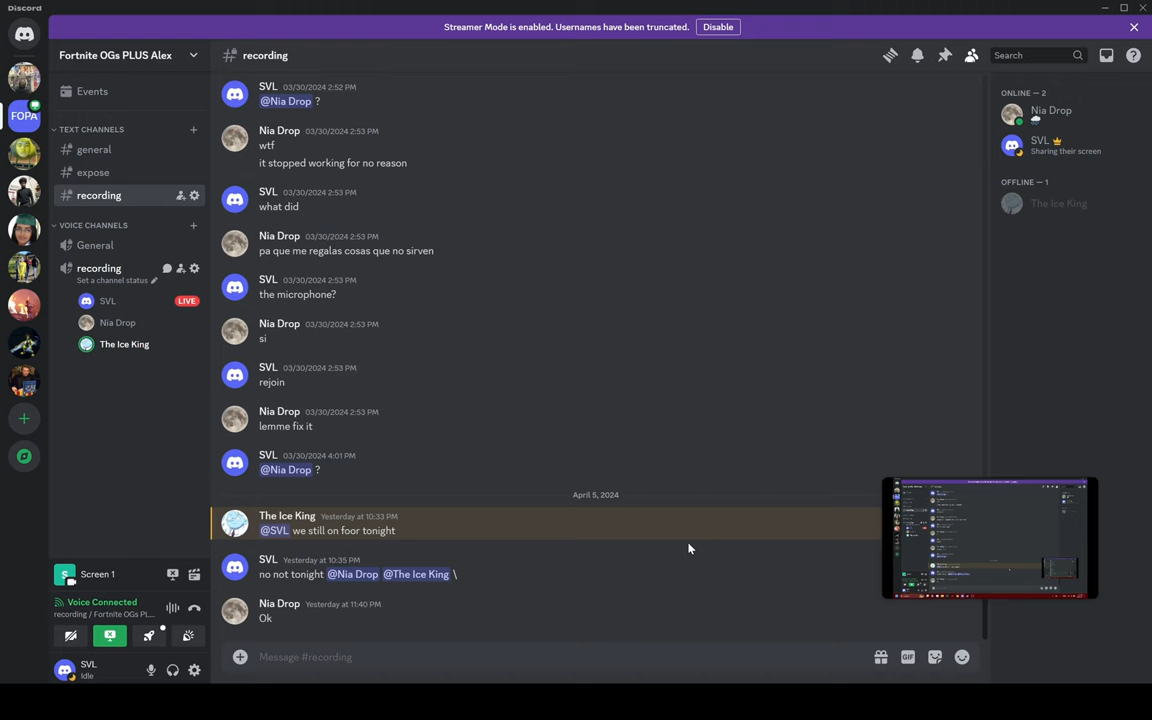 Discord
Streamer Mode is enabled. Usernames have been truncated.
Disable
Fortnite OGs PLUS Alex
recording
Search
Events
TEXT CHANNELS
general
expose
recording
VOICE CHANNELS
General
recording
Set a channel status
SVL
LIVE
Nia Drop
The Ice King
FOPA
SVL 03/30/2024 2:52 PM
@Nia Drop ?
Nia Drop 03/30/2024 2:53 PM
wtf
it stopped working for no reason
SVL 03/30/2024 2:53 PM
what did
Nia Drop 03/30/2024 2:53 PM
pa que me regalas cosas que no sirven
SVL 03/30/2024 2:53 PM
the microphone?
Nia Drop 03/30/2024 2:53 PM
si
SVL 03/30/2024 2:53 PM
rejoin
Nia Drop 03/30/2024 2:53 PM
lemme fix it
SVL 03/30/2024 4:01 PM
@Nia Drop ?
April 5, 2024
The Ice King Yesterday at 10:33 PM
@SVL we still on foor tonight
SVL Yesterday at 10:35 PM
no not tonight @Nia Drop @The Ice King \
Nia Drop Yesterday at 11:40 PM
Ok
Message #recording
GIF
ONLINE — 2
Nia Drop
SVL
Sharing their screen
OFFLINE — 1
The Ice King
S
Screen 1
Voice Connected
recording / Fortnite OGs PL...
SVL
Idle